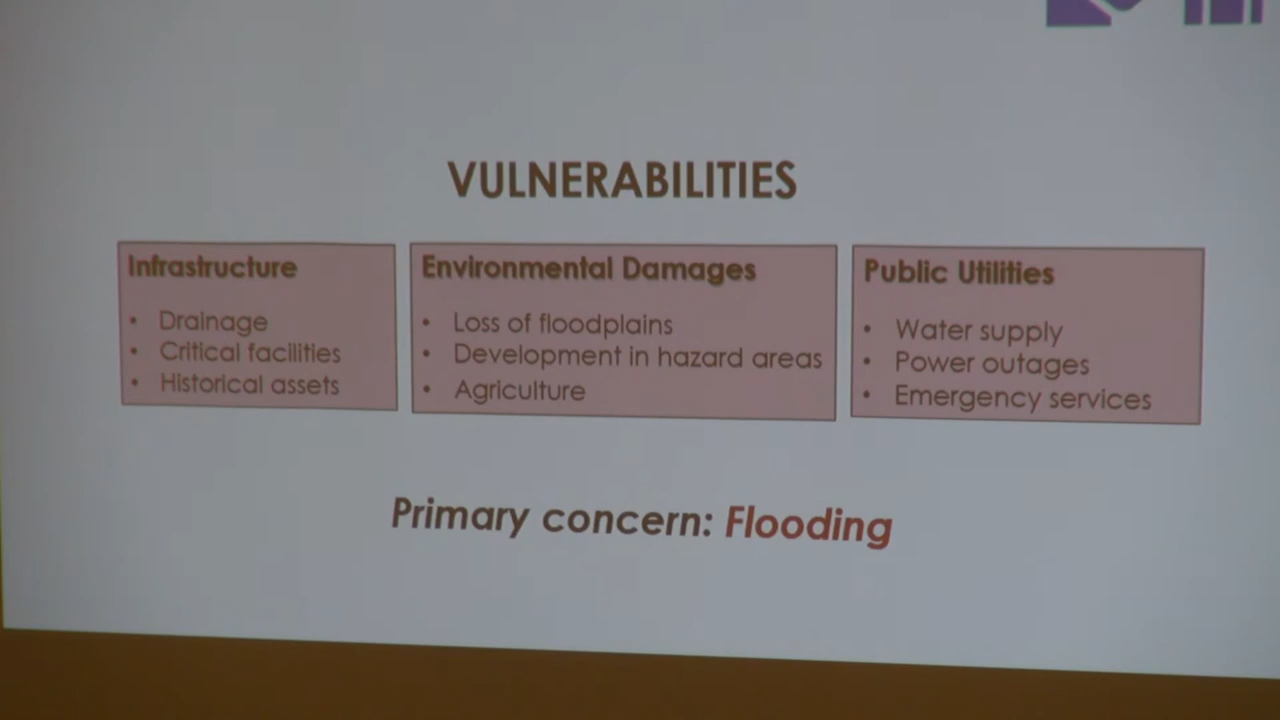 VULNERABILITIES
Infrastructure
• Drainage
• Critical facilities
• Historical assets
Environmental Damages
• Loss of floodplains
• Development in hazard areas
• Agriculture
Public Utilities
• Water supply
• Power outages
• Emergency services
Primary concern: Flooding